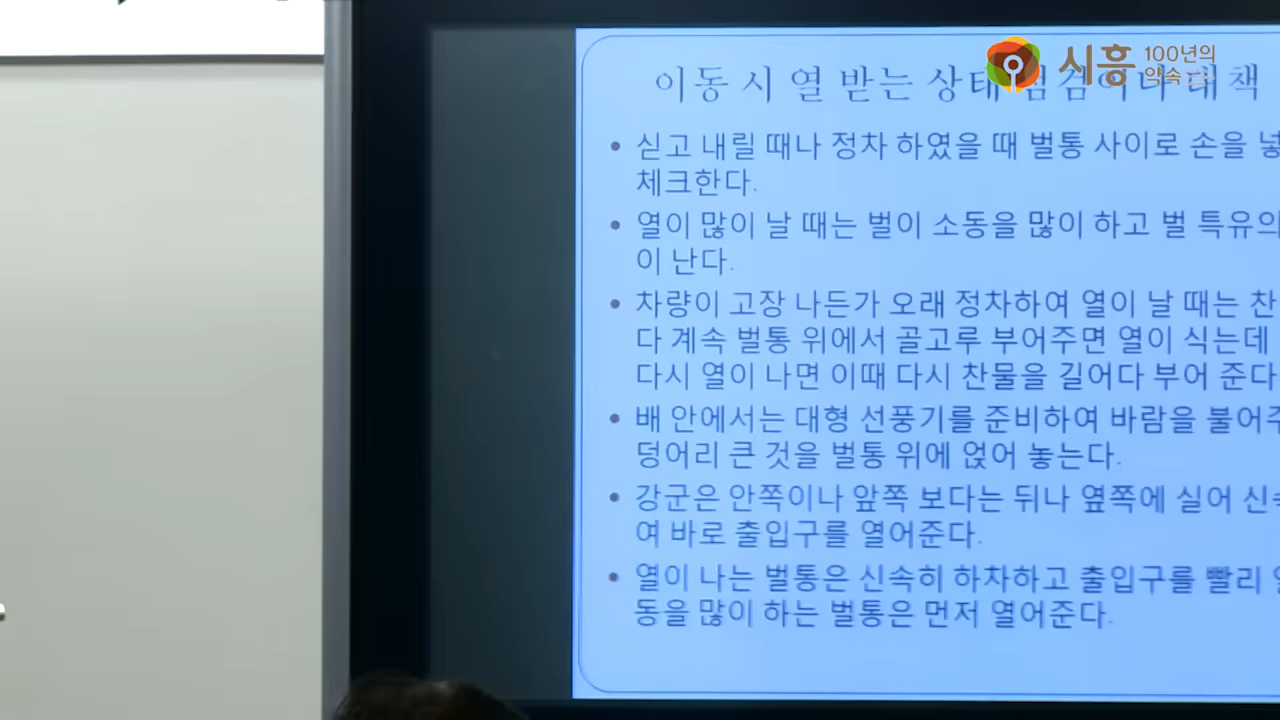 시흥 100년의 약속
이동 시 열 받는 상태 점검이나 대책
• 싣고 내릴 때나 정차 하였을 때 벌통 사이로 손을
체크한다.
• 열이 많이 날 때는 벌이 소동을 많이 하고 벌 특유의
이 난다.
• 차량이 고장 나든가 오래 정차하여 열이 날 때는 찬
다 계속 벌통 위에서 골고루 부어주면 열이 식는데
다시 열이 나면 이때 다시 찬물을 길어다 부어 준다
• 배 안에서는 대형 선풍기를 준비하여 바람을 불어주
덩어리 큰 것을 벌통 위에 얹어 놓는다.
• 강군은 안쪽이나 앞쪽 보다는 뒤나 옆쪽에 실어
여 바로 출입구를 열어준다.
• 열이 나는 벌통은 신속히 하차하고 출입구를 빨리
동을 많이 하는 벌통은 먼저 열어준다.